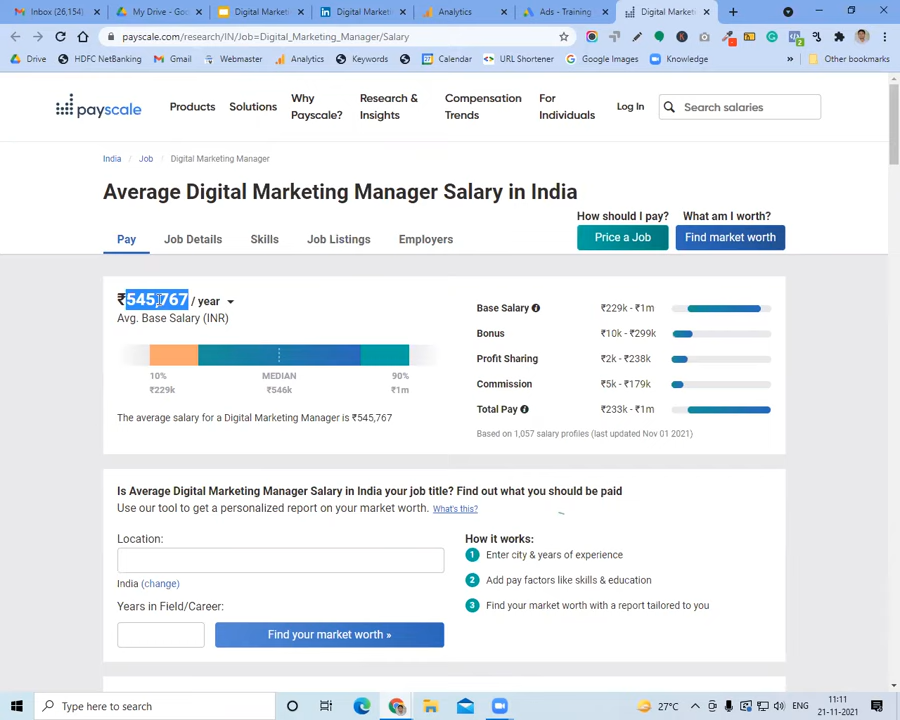 Inbox (26,154)
My Drive - Goo
Digital Marketin
Digital Marketin
Analytics
Ads - Training
Digital Marketi
payscale.com/research/IN/Job=Digital_Marketing_Manager/Salary
Drive
HDFC NetBanking
Gmail
Webmaster
Analytics
Keywords
Calendar
URL Shortener
Google Images
Knowledge
»
Other bookmarks
payscale
Products
Solutions
Why Payscale?
Research & Insights
Compensation Trends
For Individuals
Log In
Search salaries
India / Job / Digital Marketing Manager
Average Digital Marketing Manager Salary in India
How should I pay?
What am I worth?
Pay
Job Details
Skills
Job Listings
Employers
Price a Job
Find market worth
₹545,767 / year
Avg. Base Salary (INR)
10%
MEDIAN
90%
₹229k
₹546k
₹1m
The average salary for a Digital Marketing Manager is ₹545,767
Base Salary ₹229k - ₹1m
Bonus ₹10k - ₹299k
Profit Sharing ₹2k - ₹238k
Commission ₹5k - ₹179k
Total Pay ₹233k - ₹1m
Based on 1,057 salary profiles (last updated Nov 01 2021)
Is Average Digital Marketing Manager Salary in India your job title? Find out what you should be paid
Use our tool to get a personalized report on your market worth. What's this?
Location:
India (change)
Years in Field/Career:
Find your market worth »
How it works:
1 Enter city & years of experience
2 Add pay factors like skills & education
3 Find your market worth with a report tailored to you
Type here to search
27°C
ENG
11:11
21-11-2021